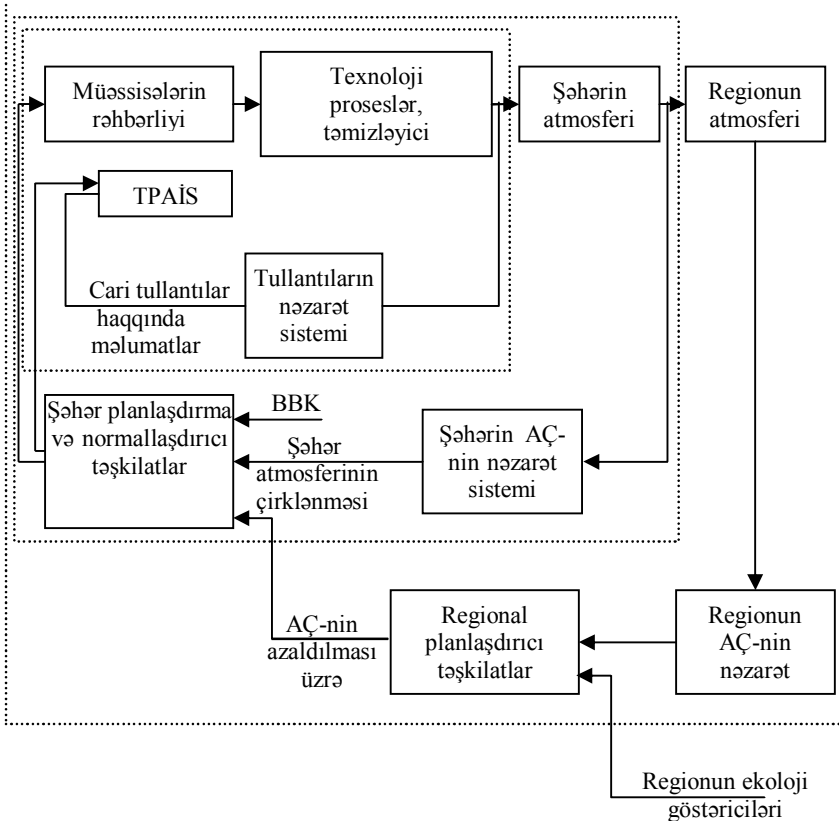 Müəssisələrin
rəhbərliyi
Texnoloji
proseslər,
təmizləyici
Şəhərin
atmosferi
Regionun
atmosferi
TPAİS
Cari tullantılar
haqqında
məlumatlar
Tullantıların
nəzarət
sistemi
Şəhər planlaşdırma
və normallaşdırıcı
təşkilatlar
BBK
Şəhər
atmosferinin
çirklənməsi
Şəhərin AÇ-
nin nəzarət
sistemi
AÇ-nin
azaldılması
üzrə
Regional
planlaşdırıcı
təşkilatlar
Regionun
AÇ-nin
nəzarət
Regionun ekoloji
göstəriciləri